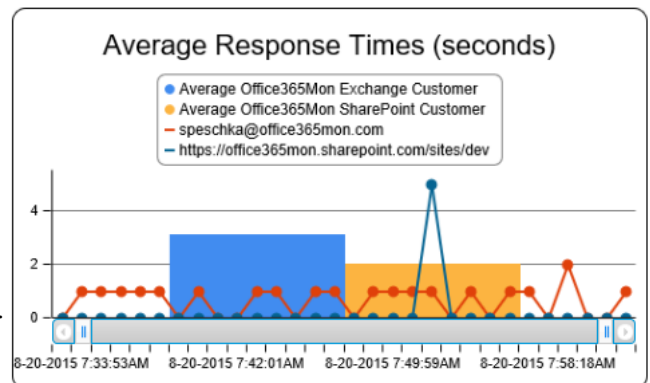 Average Response Times (seconds)
Average Office365Mon Exchange Customer
Average Office365Mon SharePoint Customer
speschka@office365mon.com
https://office365mon.sharepoint.com/sites/dev
4
2
0
8-20-2015 7:33:53AM 8-20-2015 7:42:01AM 8-20-2015 7:49:59AM 8-20-2015 7:58:18AM